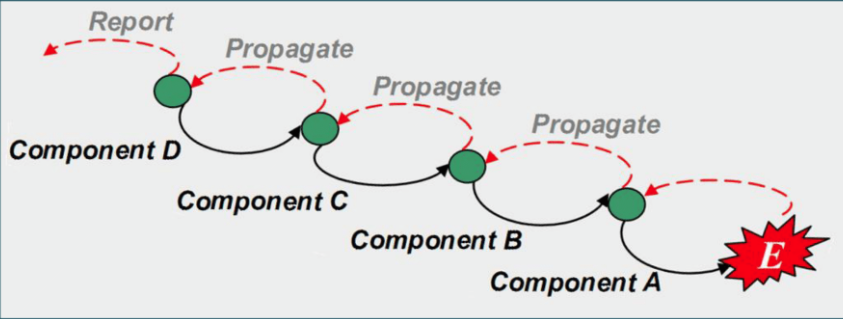 Report
Propagate
Propagate
Propagate
Component D
Component C
Component B
Component A
E